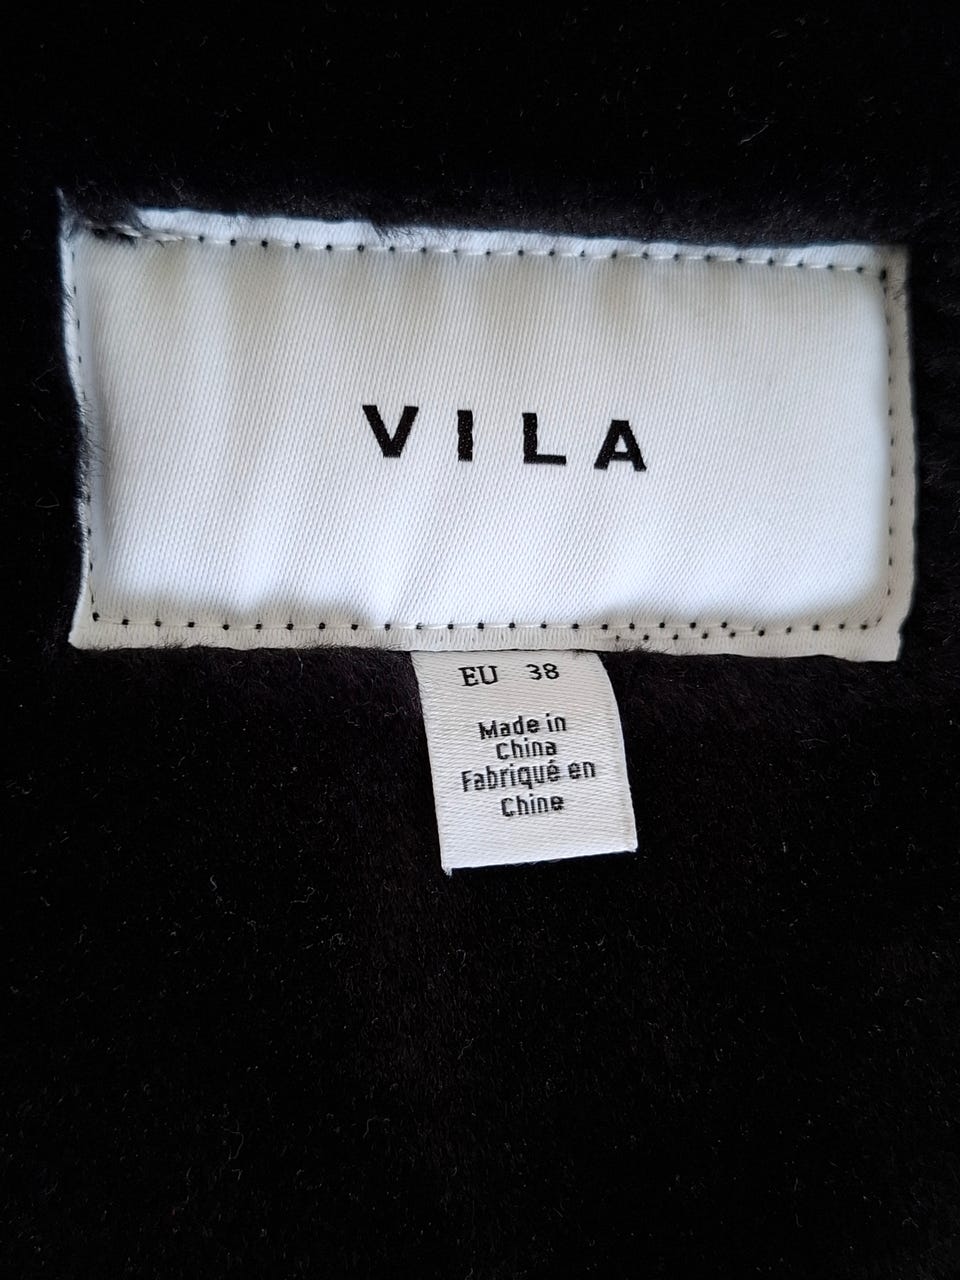 VILA
EU 38
Made in
China
Fabriqué en
Chine